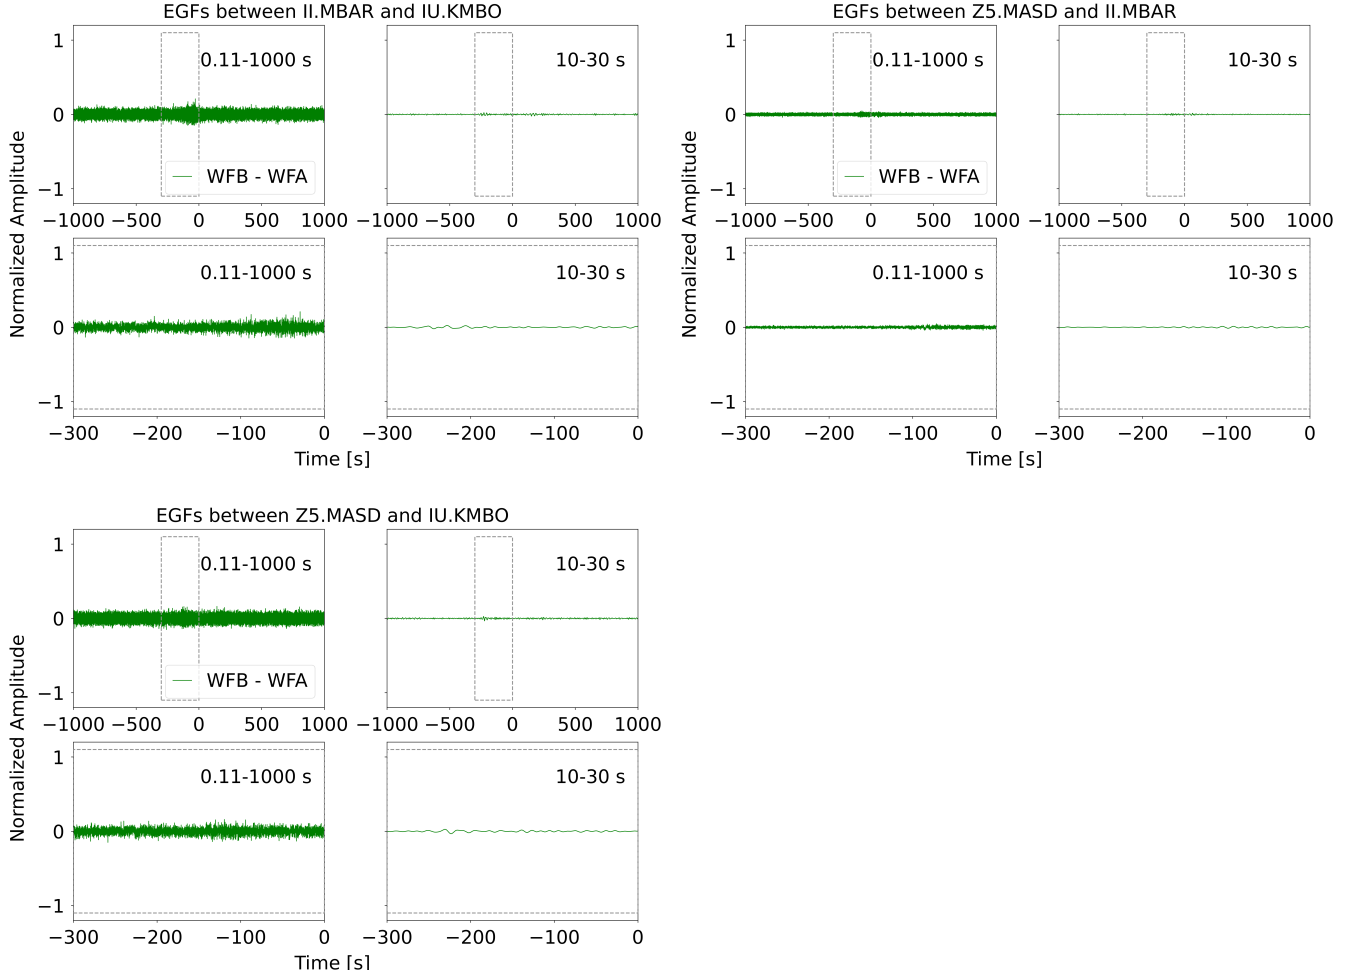 EGFs between II.MBAR and IU.KMBO
Normalized Amplitude
1
0
−1
0.11-1000 s
WFB - WFA
−1000 −500 0 500 1000
10-30 s
−1000 −500 0 500 1000
1
0
−1
0.11-1000 s
−300 −200 −100 0
Time [s]
10-30 s
−300 −200 −100 0
EGFs between Z5.MASD and II.MBAR
Normalized Amplitude
1
0
−1
0.11-1000 s
WFB - WFA
−1000 −500 0 500 1000
10-30 s
−1000 −500 0 500 1000
1
0
−1
0.11-1000 s
−300 −200 −100 0
Time [s]
10-30 s
−300 −200 −100 0
EGFs between Z5.MASD and IU.KMBO
Normalized Amplitude
1
0
−1
0.11-1000 s
WFB - WFA
−1000 −500 0 500 1000
10-30 s
−1000 −500 0 500 1000
1
0
−1
0.11-1000 s
−300 −200 −100 0
Time [s]
10-30 s
−300 −200 −100 0